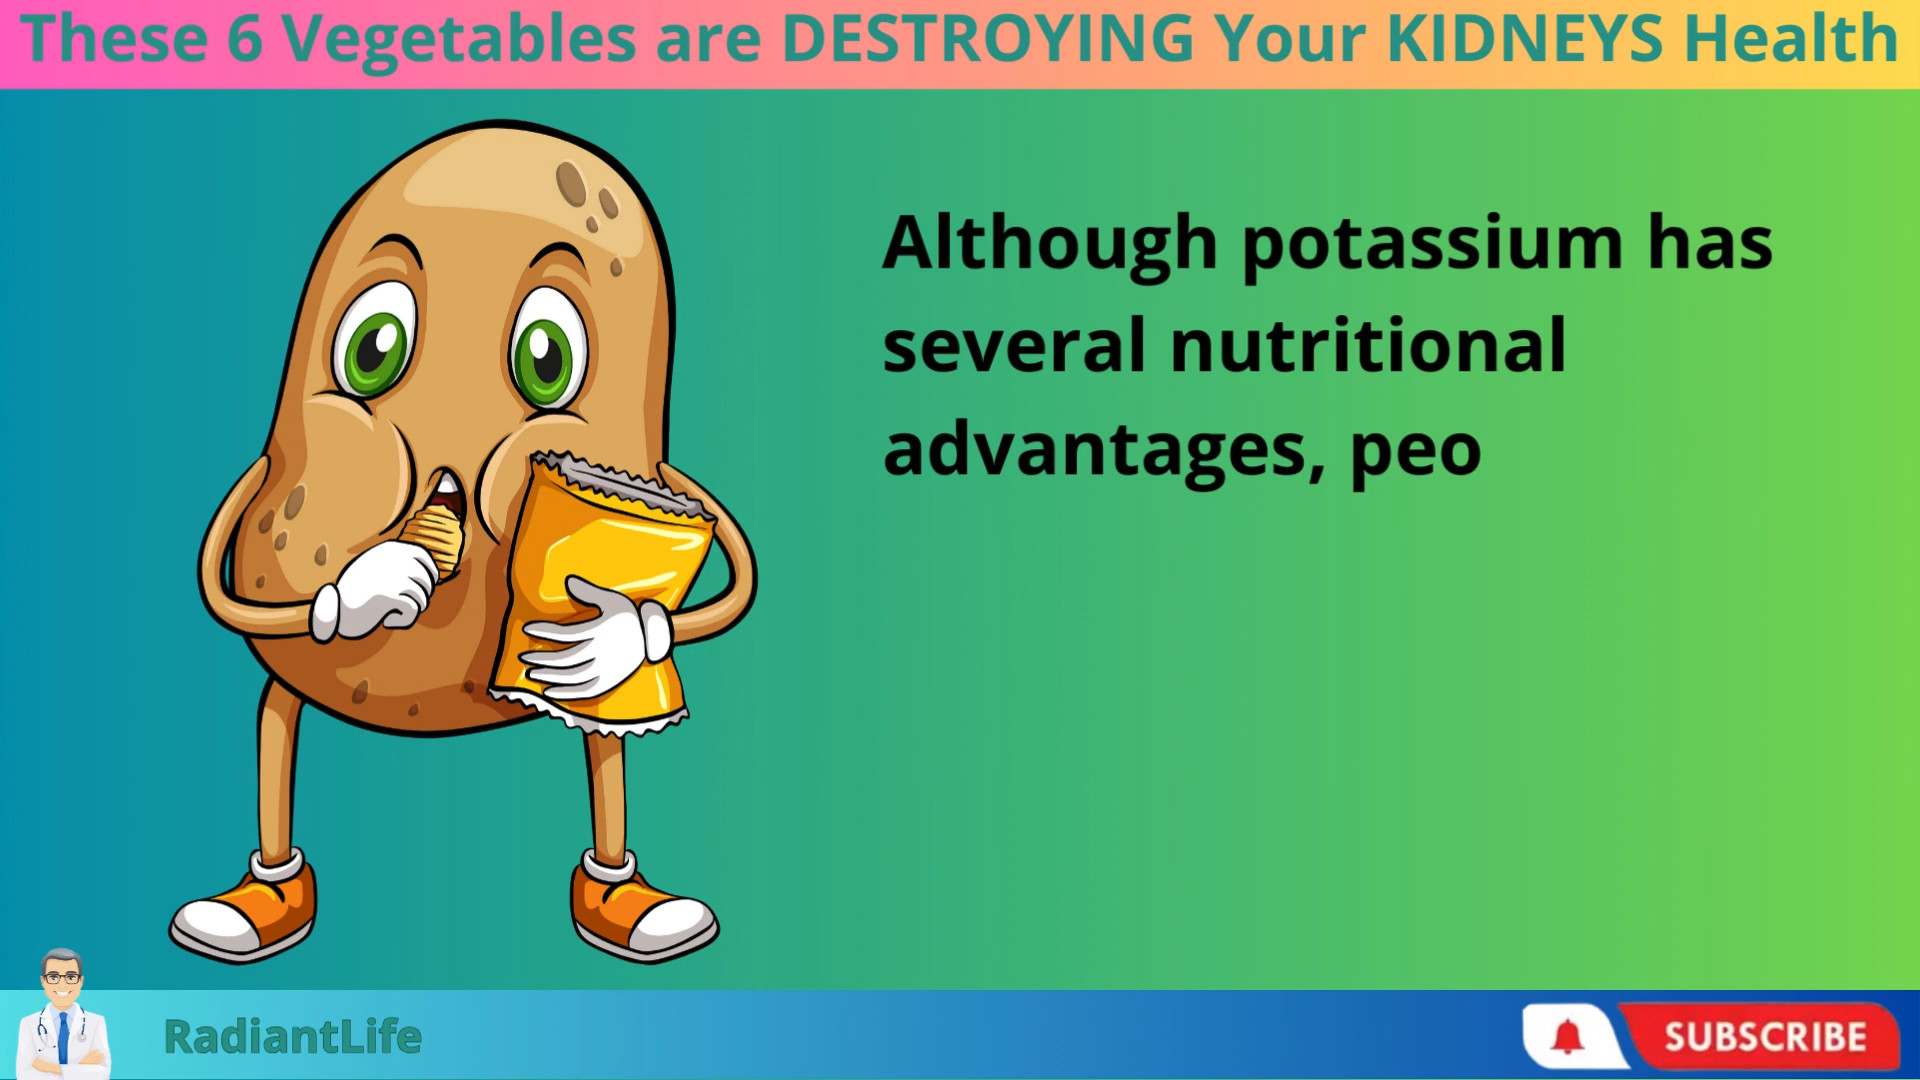 These 6 Vegetables are DESTROYING Your KIDNEYS Health
Although potassium has
several nutritional
advantages, peo
RadiantLife
SUBSCRIBE